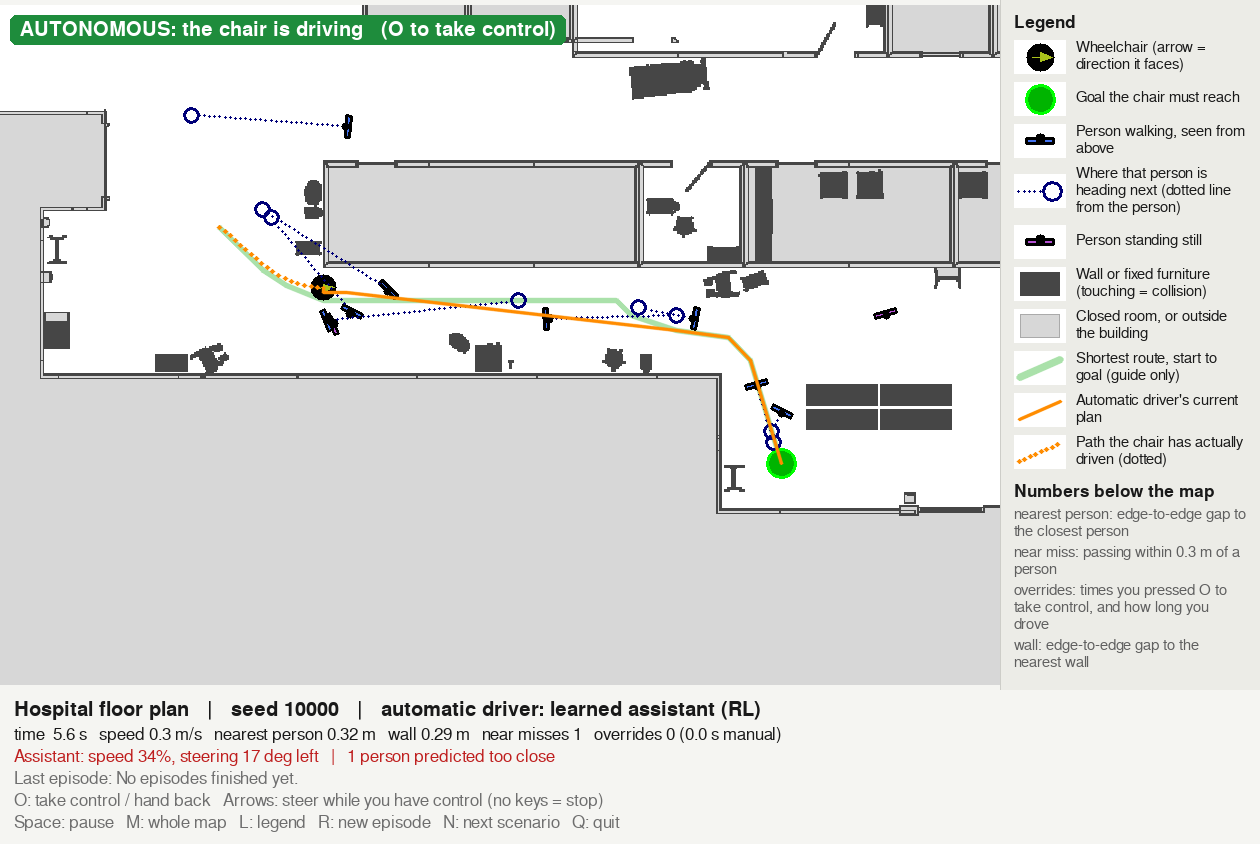 AUTONOMOUS: the chair is driving   (O to take control)
Legend
Wheelchair (arrow =
direction it faces)
Goal the chair must reach
Person walking, seen from
above
Where that person is
heading next (dotted line
from the person)
Person standing still
Wall or fixed furniture
(touching = collision)
Closed room, or outside
the building
Shortest route, start to
goal (guide only)
Automatic driver's current
plan
Path the chair has actually
driven (dotted)
Numbers below the map
nearest person: edge-to-edge gap to
the closest person
near miss: passing within 0.3 m of a
person
overrides: times you pressed O to
take control, and how long you
drove
wall: edge-to-edge gap to the
nearest wall
Hospital floor plan   |   seed 10000   |   automatic driver: learned assistant (RL)
time  5.6 s   speed 0.3 m/s   nearest person 0.32 m   wall 0.29 m   near misses 1   overrides 0 (0.0 s manual)
Assistant: speed 34%, steering 17 deg left   |   1 person predicted too close
Last episode: No episodes finished yet.
O: take control / hand back   Arrows: steer while you have control (no keys = stop)
Space: pause   M: whole map   L: legend   R: new episode   N: next scenario   Q: quit